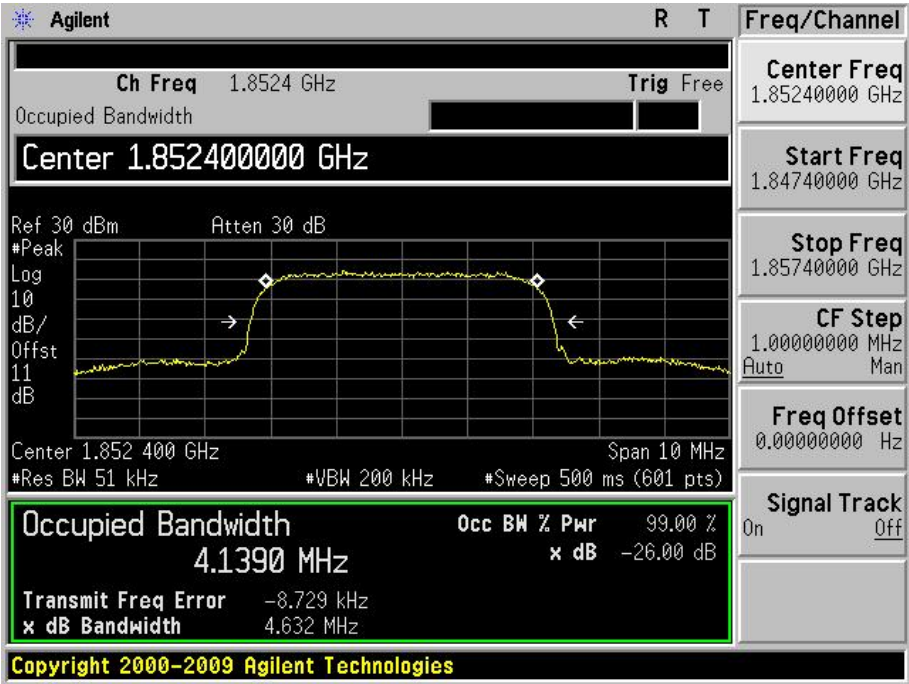 Agilent R T Freq/Channel
Ch Freq 1.8524 GHz Trig Free
Occupied Bandwidth
Center 1.852400000 GHz
Ref 30 dBm Atten 30 dB
#Peak
Log
10
dB/
Offst
11
dB
Center 1.852 400 GHz Span 10 MHz
#Res BW 51 kHz #VBW 200 kHz #Sweep 500 ms (601 pts)
Occupied Bandwidth Occ BW % Pwr 99.00 %
4.1390 MHz x dB -26.00 dB
Transmit Freq Error -8.729 kHz
x dB Bandwidth 4.632 MHz
Copyright 2000-2009 Agilent Technologies
Center Freq
1.85240000 GHz
Start Freq
1.84740000 GHz
Stop Freq
1.85740000 GHz
CF Step
1.00000000 MHz
Auto Man
Freq Offset
0.00000000 Hz
Signal Track
On Off